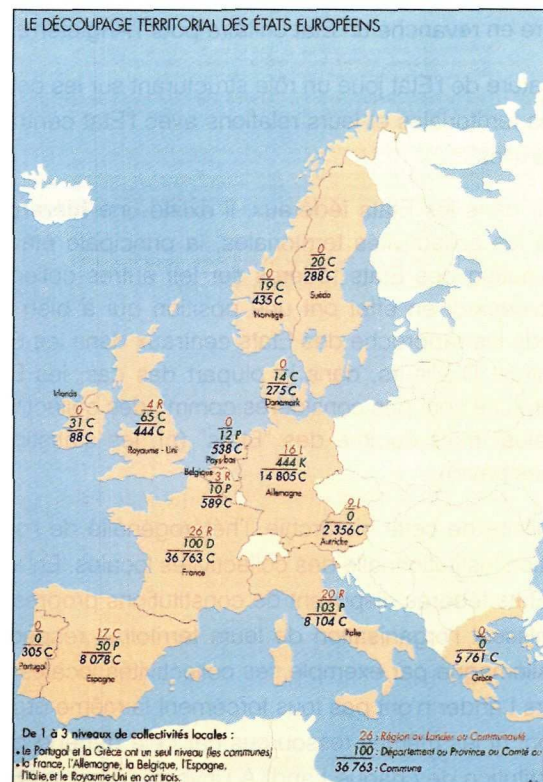 LE DÉCOUPAGE TERRITORIAL DES ÉTATS EUROPÉENS
0
20 C
288 C
Suède
0
19 C
435 C
Norvège
0
14 C
275 C
Danemark
Irlande
0
31 C
88 C
4 R
65 C
444 C
Royaume - Uni
0
12 P
538 C
Pays-bas
Belgique
3 R
10 P
589 C
16 L
444 K
14 805 C
Allemagne
9 L
0
2 356 C
Autriche
26 R
100 D
36 763 C
France
20 R
103 P
8 104 C
Italie
0
0
305 C
Portugal
17 C
50 P
8 078 C
Espagne
0
0
5 761 C
Grèce
De 1 à 3 niveaux de collectivités locales :
• Le Portugal et la Grèce ont un seul niveau (les communes)
• la France, l'Allemagne, la Belgique, l'Espagne,
l'Italie, et le Royaume-Uni en ont trois.
26 : Région ou Länder ou Communauté
100 : Département ou Province ou Comté ou
36 763 : Commune